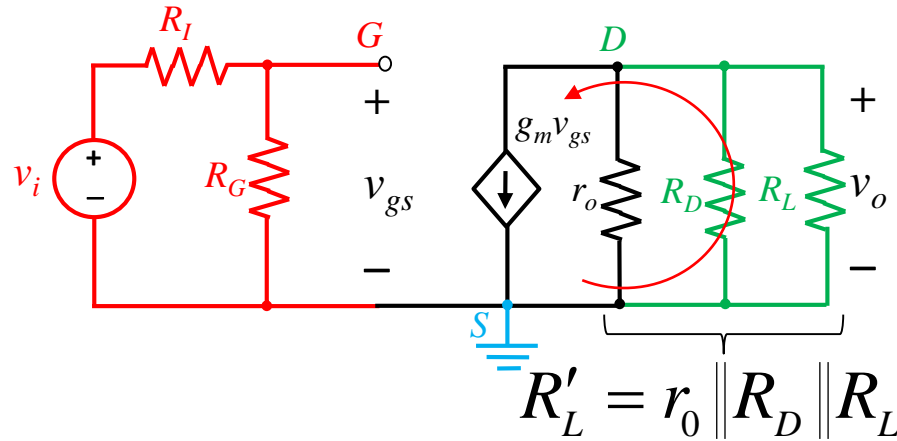 R_I
G
D
+
+
g_m v_gs
+
−
v_i
R_G
v_gs
r_o
R_D
R_L
v_o
−
−
S
R′_L = r_0 ‖ R_D ‖ R_L